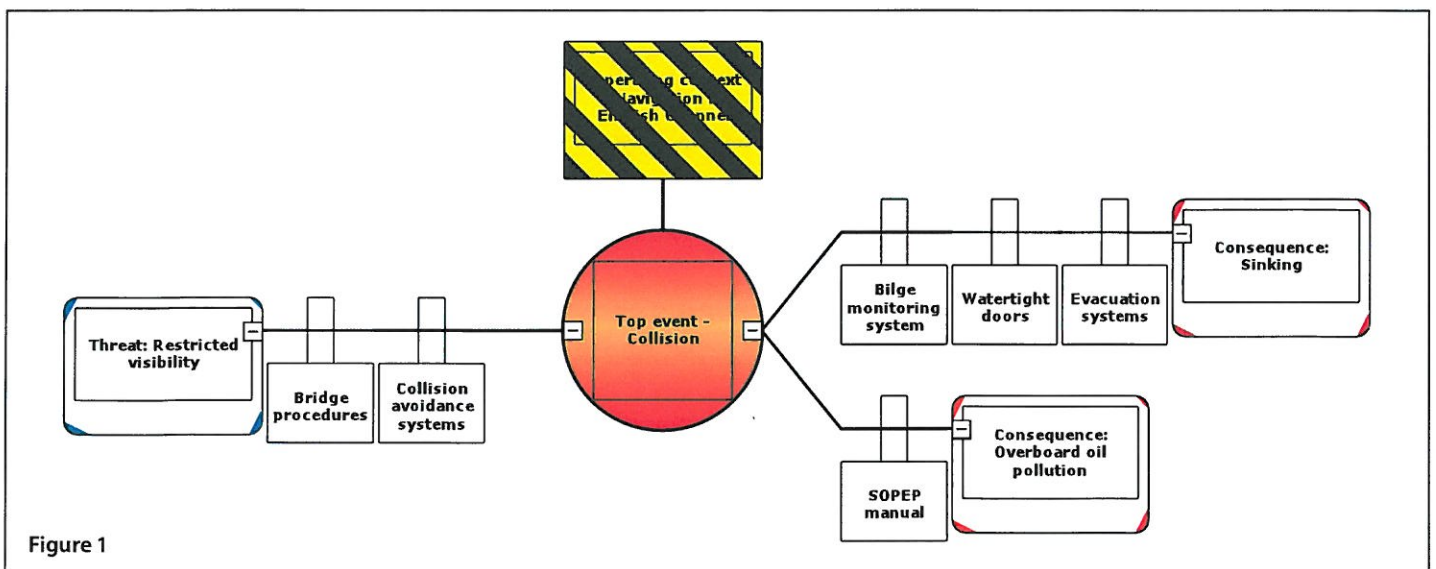 Top event -
Collision
Threat: Restricted
visibility
Bridge
procedures
Collision
avoidance
systems
Bilge
monitoring
system
Watertight
doors
Evacuation
systems
Consequence:
Sinking
SOPEP
manual
Consequence:
Overboard oil
pollution
Figure 1